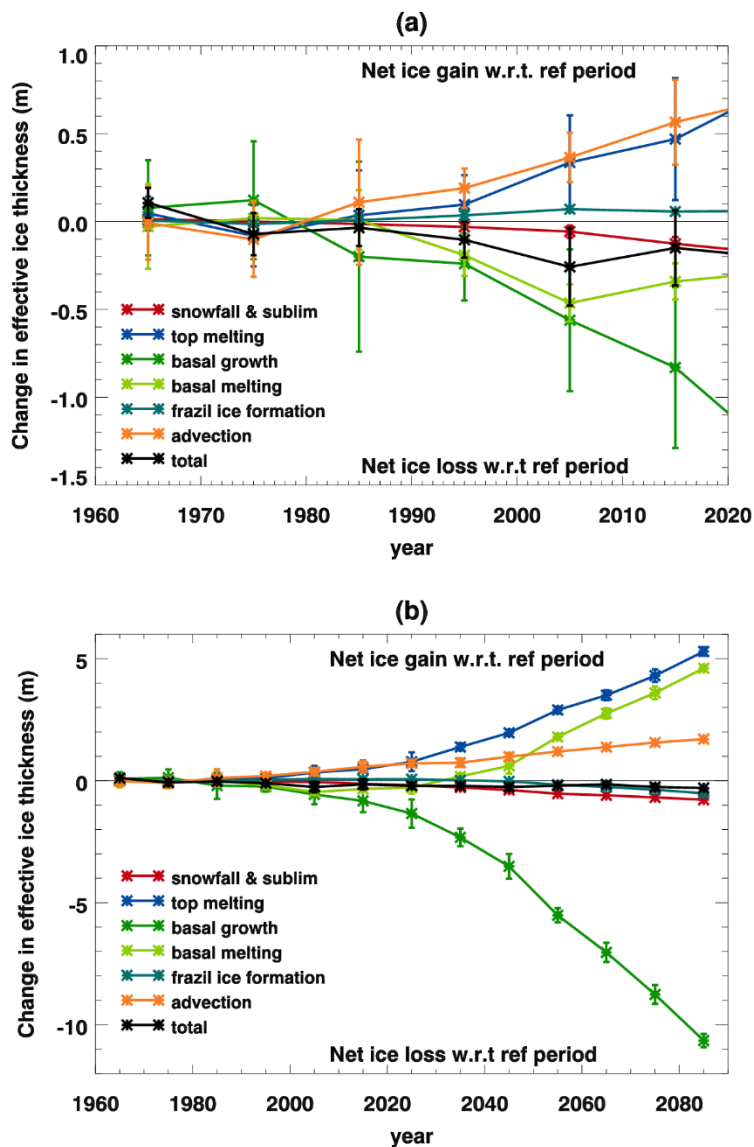 (a)
Change in effective ice thickness (m)
1.0
0.5
0.0
-0.5
-1.0
-1.5
Net ice gain w.r.t. ref period
snowfall & sublim
top melting
basal growth
basal melting
frazil ice formation
advection
total
Net ice loss w.r.t ref period
1960 1970 1980 1990 2000 2010 2020
year
(b)
Change in effective ice thickness (m)
5
0
-5
-10
Net ice gain w.r.t. ref period
snowfall & sublim
top melting
basal growth
basal melting
frazil ice formation
advection
total
Net ice loss w.r.t ref period
1960 1980 2000 2020 2040 2060 2080
year